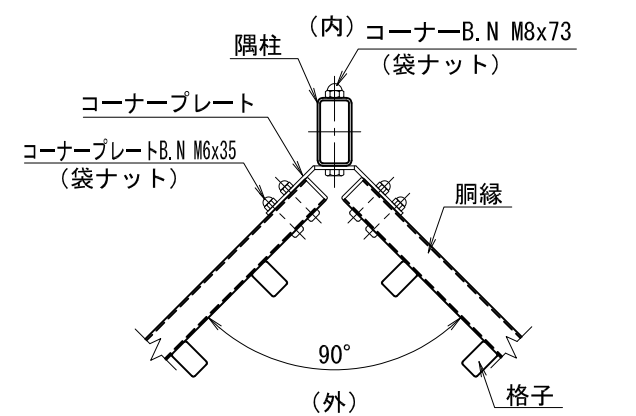 (内)
コーナーB.N M8x73
(袋ナット)
隅柱
コーナープレート
コーナープレートB.N M6x35
(袋ナット)
胴縁
90°
格子
(外)